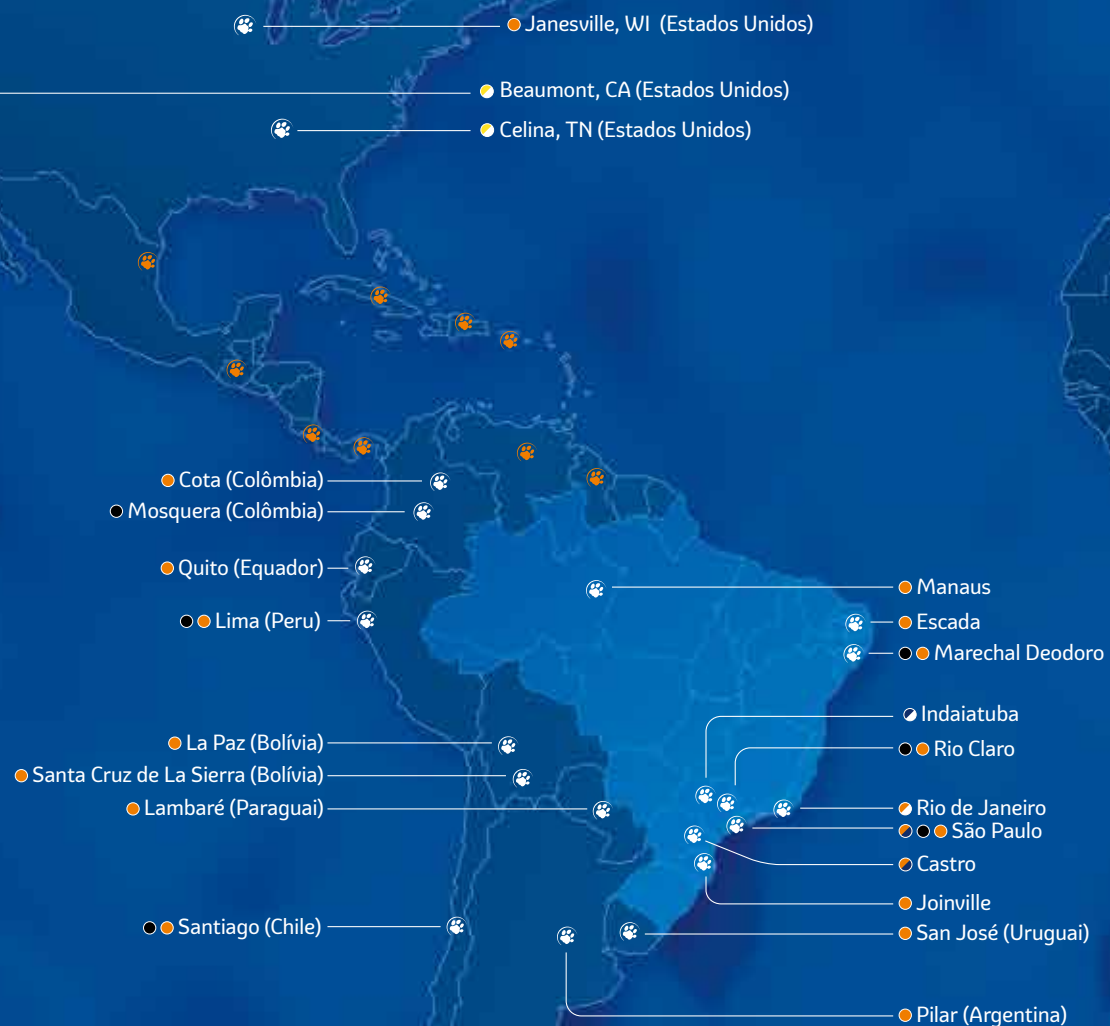 Janesville, WI (Estados Unidos)
Beaumont, CA (Estados Unidos)
Celina, TN (Estados Unidos)
Cota (Colômbia)
Mosquera (Colômbia)
Quito (Equador)
Lima (Peru)
La Paz (Bolívia)
Santa Cruz de La Sierra (Bolívia)
Lambaré (Paraguai)
Santiago (Chile)
Manaus
Escada
Marechal Deodoro
Indaiatuba
Rio Claro
Rio de Janeiro
São Paulo
Castro
Joinville
San José (Uruguai)
Pilar (Argentina)